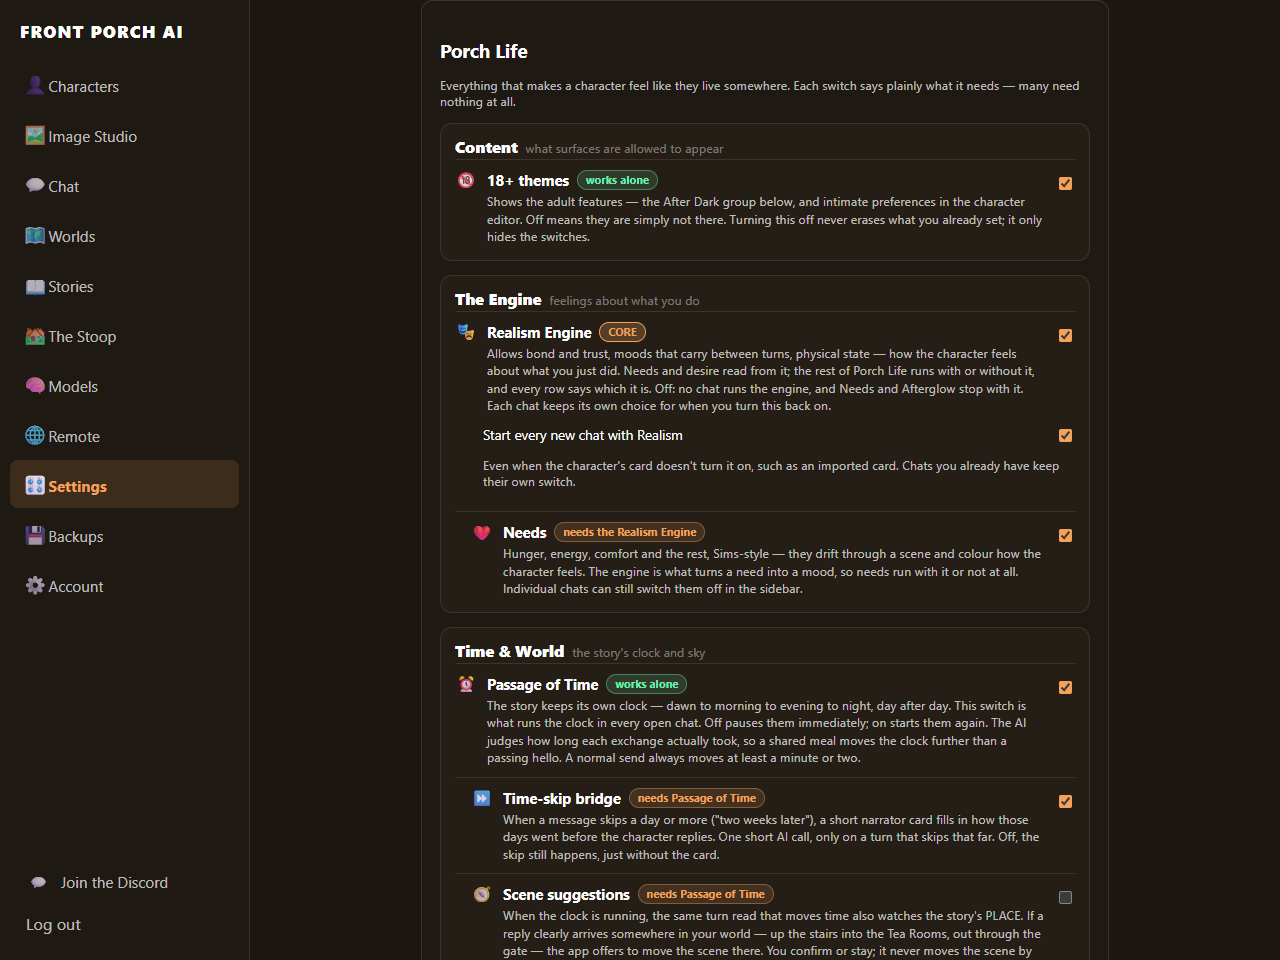 FRONT PORCH AI
Characters
Image Studio
Chat
Worlds
Stories
The Stoop
Models
Remote
Settings
Backups
Account
Join the Discord
Log out
Porch Life
Everything that makes a character feel like they live somewhere. Each switch says plainly what it needs — many need
nothing at all.
Content what surfaces are allowed to appear
18+ themes works alone
Shows the adult features — the After Dark group below, and intimate preferences in the character
editor. Off means they are simply not there. Turning this off never erases what you already set; it only
hides the switches.
The Engine feelings about what you do
Realism Engine CORE
Allows bond and trust, moods that carry between turns, physical state — how the character feels
about what you just did. Needs and desire read from it; the rest of Porch Life runs with or without it,
and every row says which it is. Off: no chat runs the engine, and Needs and Afterglow stop with it.
Each chat keeps its own choice for when you turn this back on.
Start every new chat with Realism
Even when the character's card doesn't turn it on, such as an imported card. Chats you already have keep
their own switch.
Needs needs the Realism Engine
Hunger, energy, comfort and the rest, Sims-style — they drift through a scene and colour how the
character feels. The engine is what turns a need into a mood, so needs run with it or not at all.
Individual chats can still switch them off in the sidebar.
Time & World the story's clock and sky
Passage of Time works alone
The story keeps its own clock — dawn to morning to evening to night, day after day. This switch is
what runs the clock in every open chat. Off pauses them immediately; on starts them again. The AI
judges how long each exchange actually took, so a shared meal moves the clock further than a
passing hello. A normal send always moves at least a minute or two.
Time-skip bridge needs Passage of Time
When a message skips a day or more ("two weeks later"), a short narrator card fills in how those
days went before the character replies. One short AI call, only on a turn that skips that far. Off, the
skip still happens, just without the card.
Scene suggestions needs Passage of Time
When the clock is running, the same turn read that moves time also watches the story's PLACE. If a
reply clearly arrives somewhere in your world — up the stairs into the Tea Rooms, out through the
gate — the app offers to move the scene there. You confirm or stay; it never moves the scene by